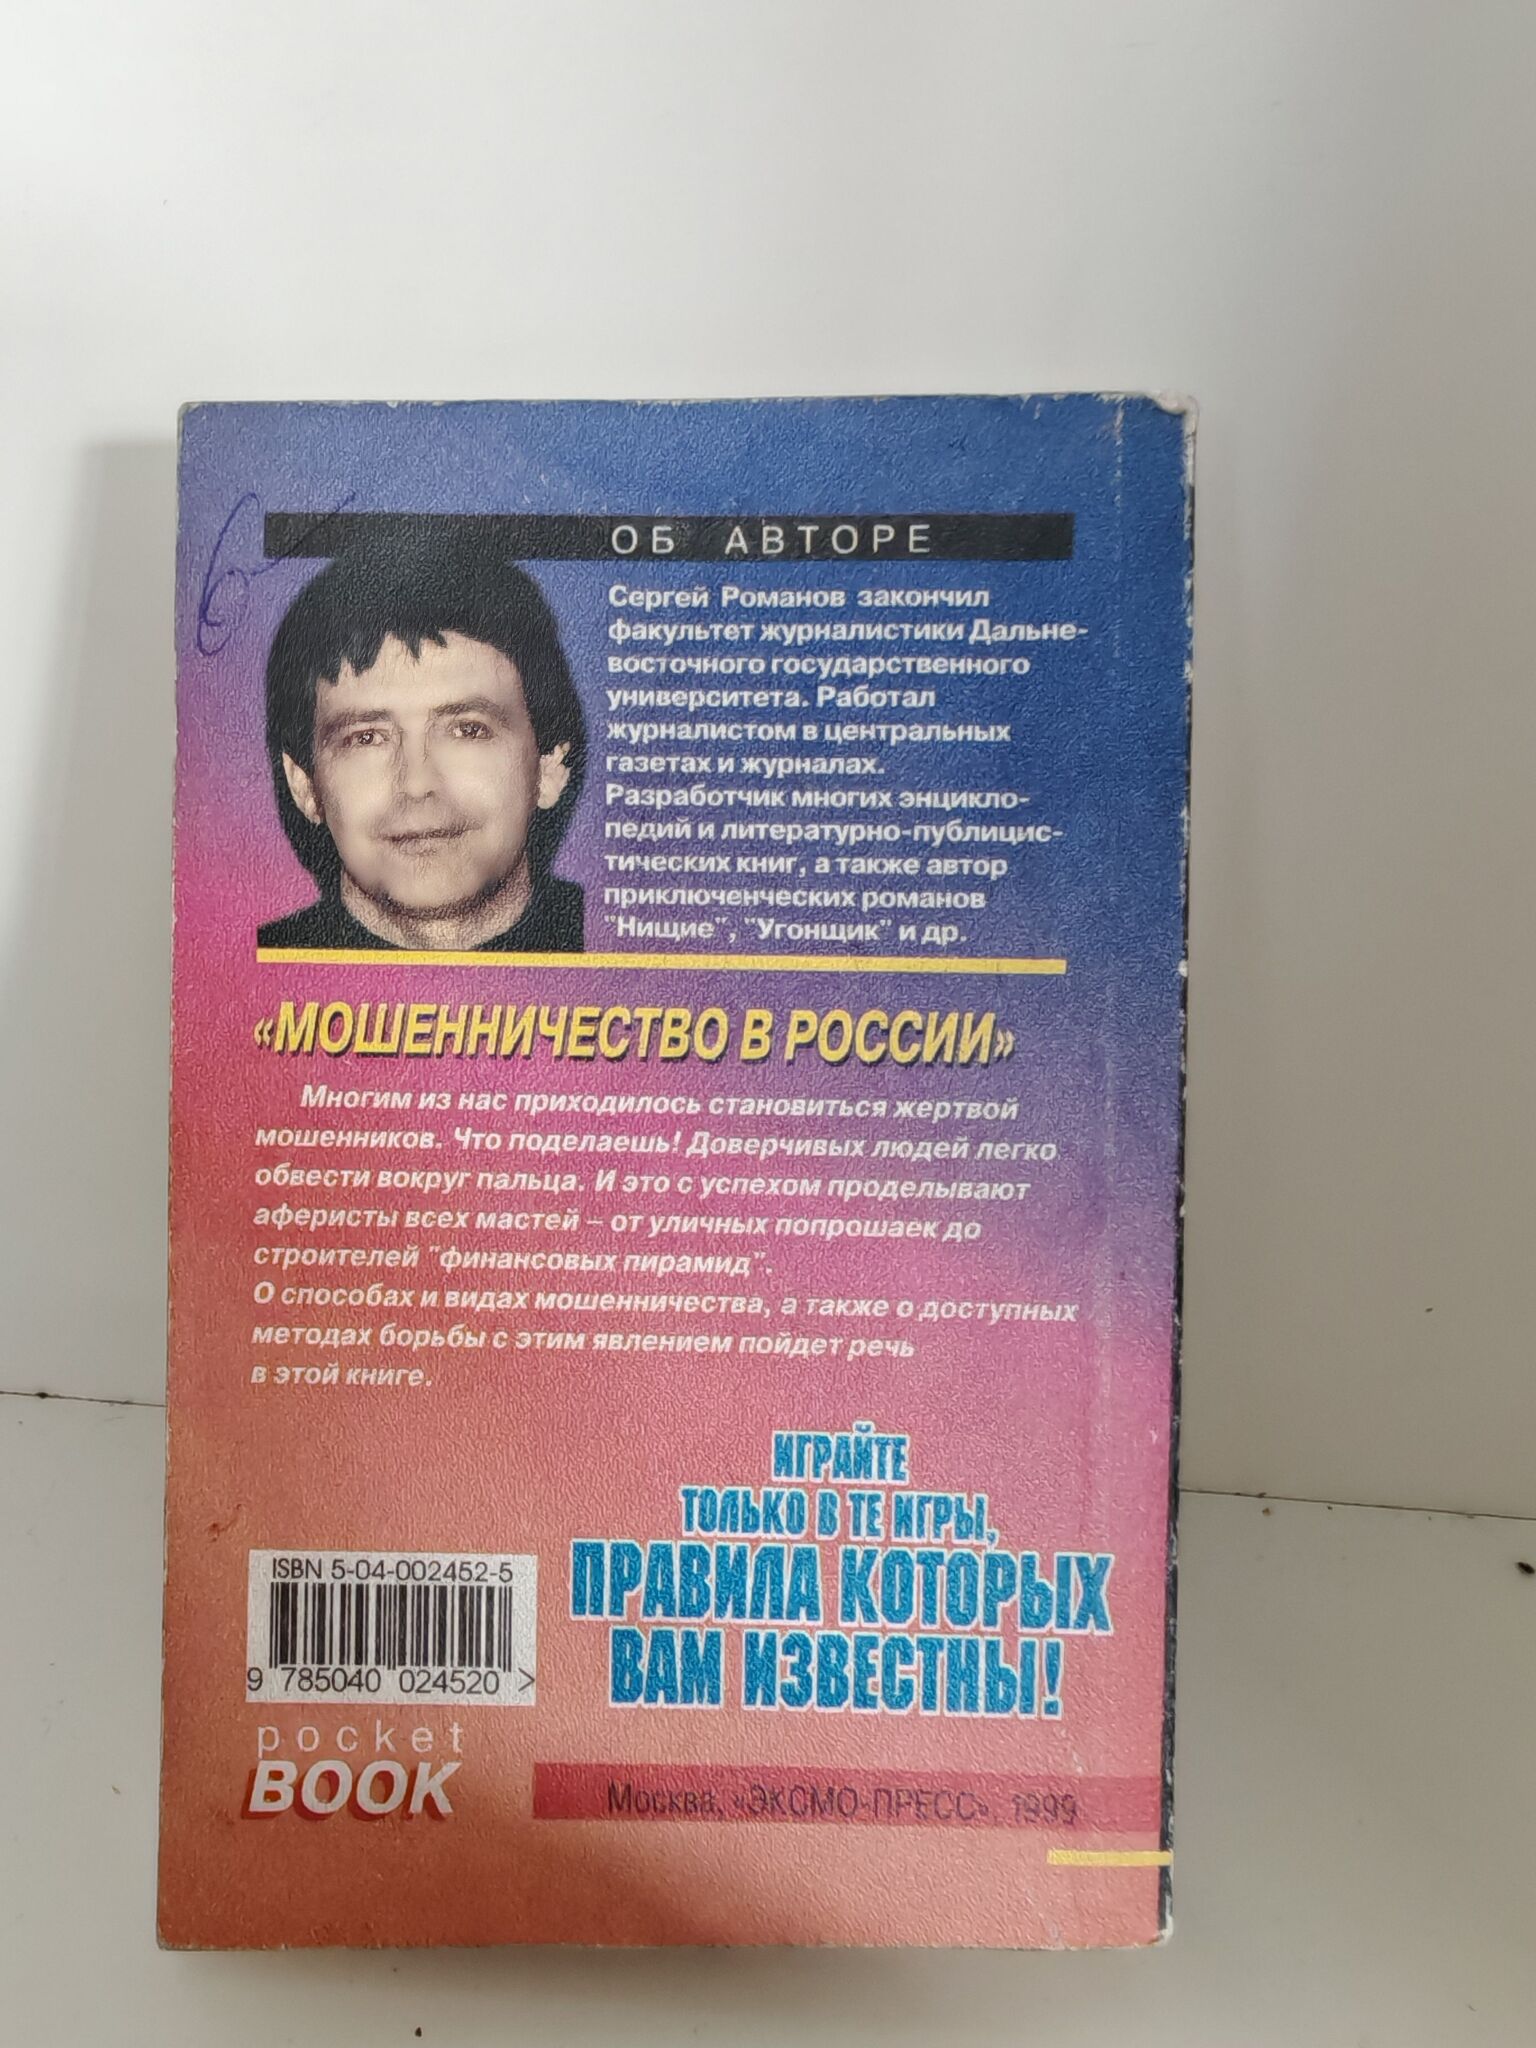 ОБ АВТОРЕ
Сергей Романов закончил
факультет журналистики Дальне-
восточного государственного
университета. Работал
журналистом в центральных
газетах и журналах.
Разработчик многих энцикло-
педий и литературно-публицис-
тических книг, а также автор
приключенческих романов
"Нищие", "Угонщик" и др.
«МОШЕННИЧЕСТВО В РОССИИ»
Многим из нас приходилось становиться жертвой
мошенников. Что поделаешь! Доверчивых людей легко
обвести вокруг пальца. И это с успехом проделывают
аферисты всех мастей – от уличных попрошаек до
строителей "финансовых пирамид".
О способах и видах мошенничества, а также о доступных
методах борьбы с этим явлением пойдет речь
в этой книге.
ИГРАЙТЕ
ТОЛЬКО В ТЕ ИГРЫ,
ПРАВИЛА КОТОРЫХ
ВАМ ИЗВЕСТНЫ!
ISBN 5-04-002452-5
9 785040 024520 >
pocket
BOOK
Москва, «ЭКСМО-ПРЕСС», 1999